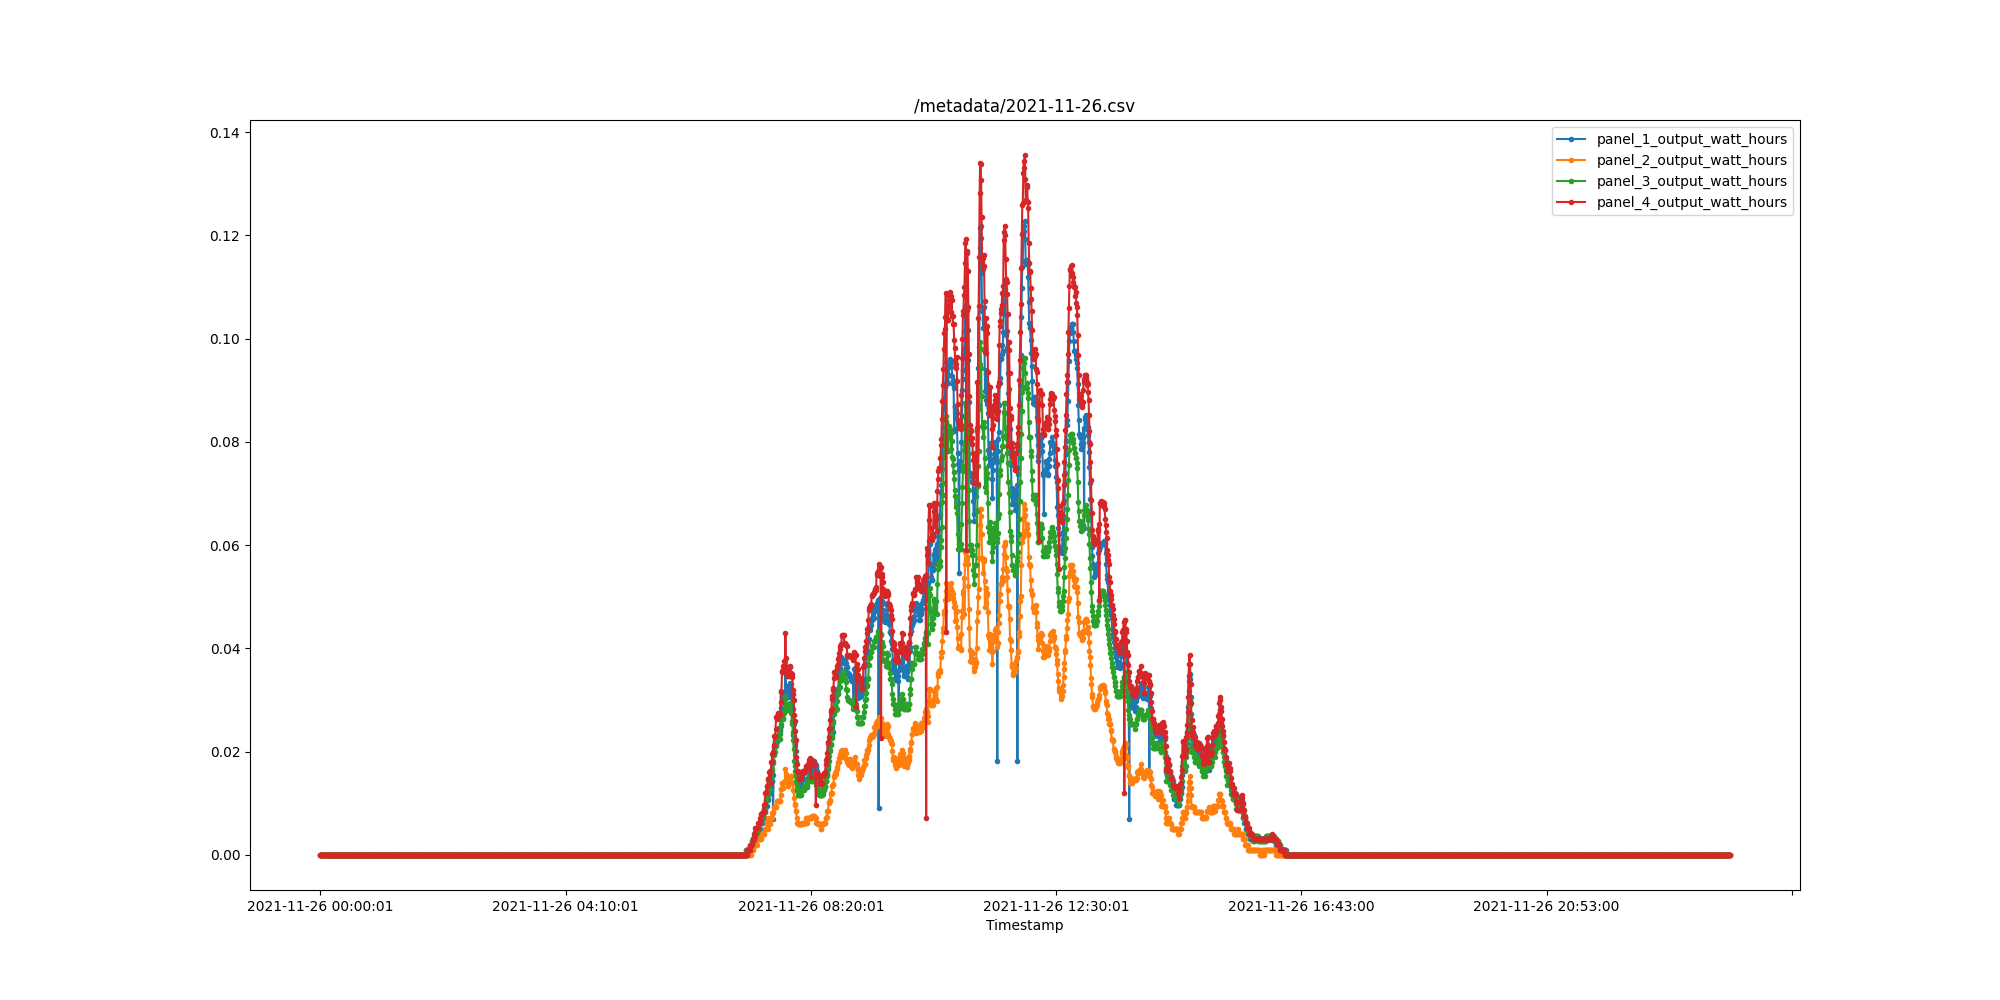 /metadata/2021-11-26.csv
0.14
0.12
0.10
0.08
0.06
0.04
0.02
0.00
panel_1_output_watt_hours
panel_2_output_watt_hours
panel_3_output_watt_hours
panel_4_output_watt_hours
2021-11-26 00:00:01
2021-11-26 04:10:01
2021-11-26 08:20:01
2021-11-26 12:30:01
2021-11-26 16:43:00
2021-11-26 20:53:00
Timestamp